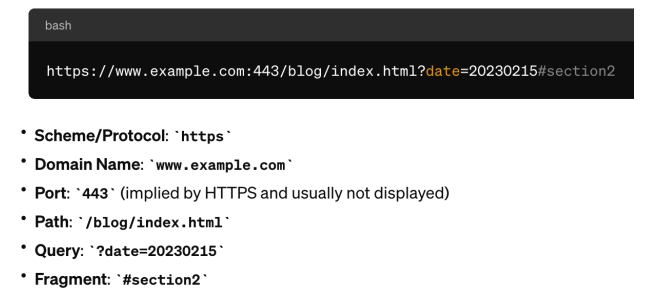 bash
https://www.example.com:443/blog/index.html?date=20230215#section2
• Scheme/Protocol: `https`
• Domain Name: `www.example.com`
• Port: `443` (implied by HTTPS and usually not displayed)
• Path: `/blog/index.html`
• Query: `?date=20230215`
• Fragment: `#section2`